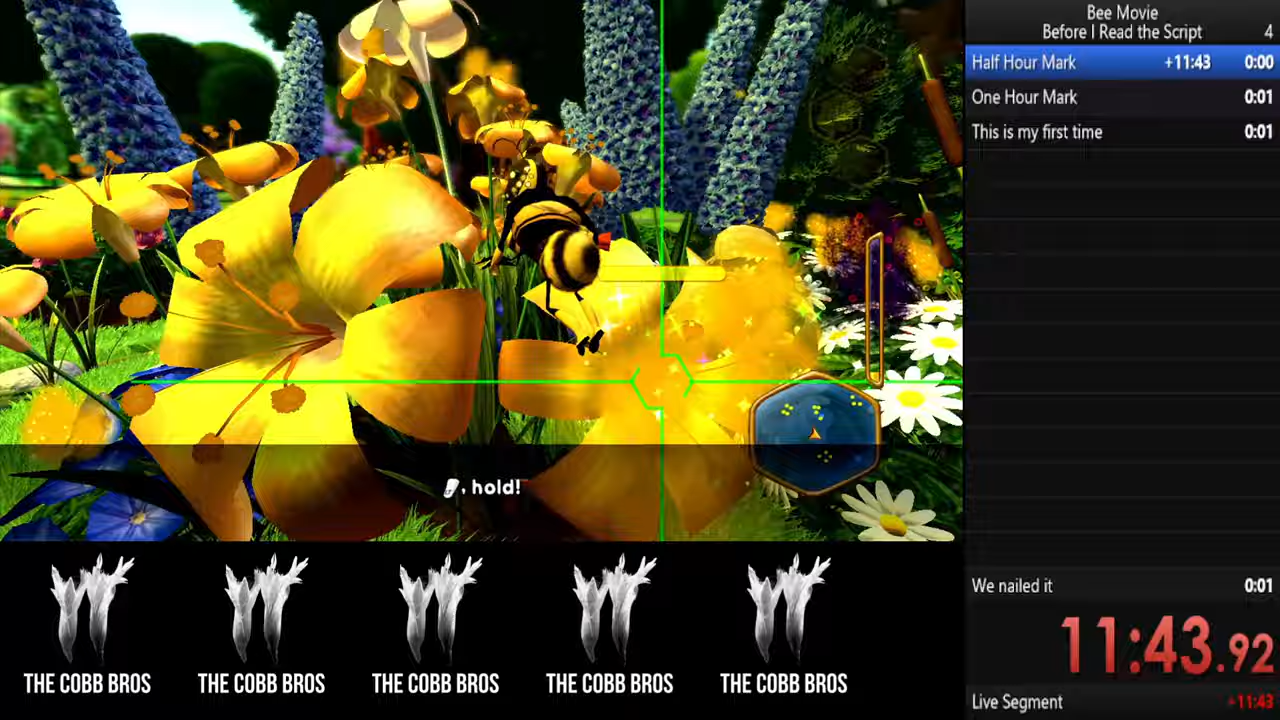 , hold!
THE COBB BROS
THE COBB BROS
THE COBB BROS
THE COBB BROS
THE COBB BROS
Bee Movie
Before I Read the Script 4
Half Hour Mark +11:43 0:00
One Hour Mark 0:01
This is my first time 0:01
We nailed it 0:01
11:43.92
Live Segment +11:43